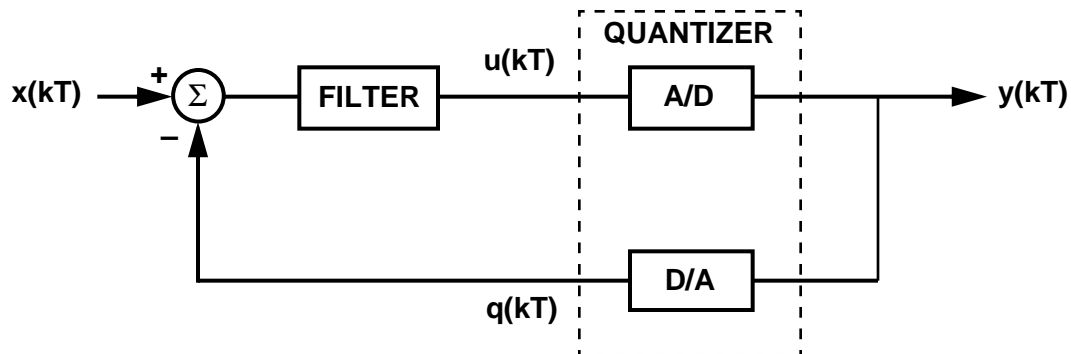 QUANTIZER
u(kT)
x(kT)
+
Σ
FILTER
A/D
y(kT)
−
D/A
q(kT)